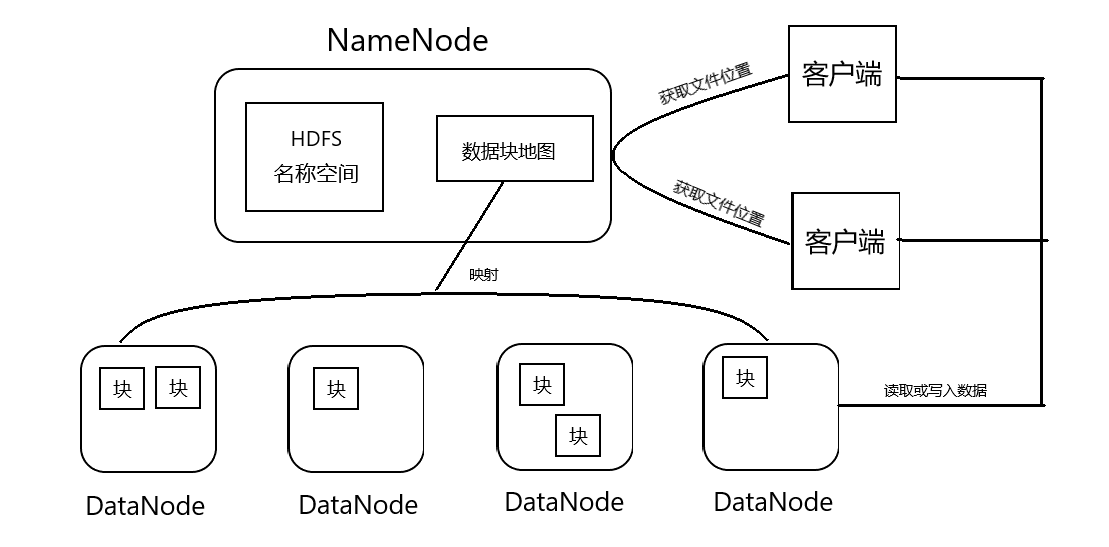 NameNode
HDFS
名称空间
数据块地图
获取文件位置
客户端
获取文件位置
客户端
映射
块
块
块
块
块
块
读取或写入数据
DataNode
DataNode
DataNode
DataNode